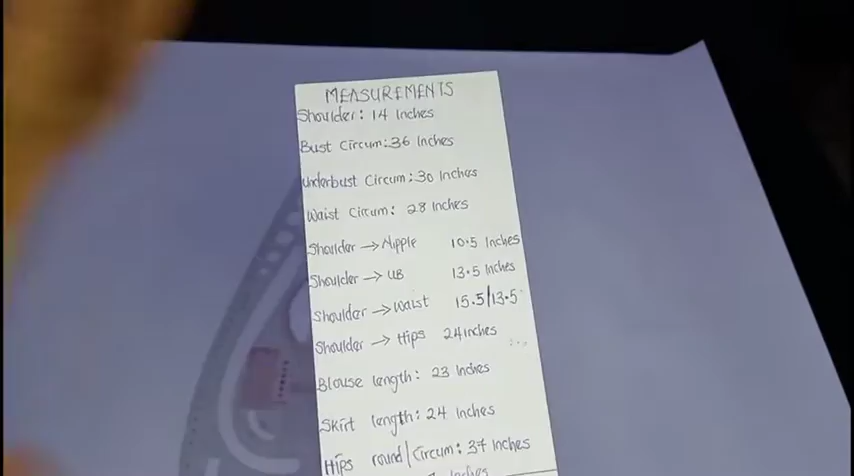 MEASUREMENTS
Shoulder: 14 Inches
Bust Circum: 36 Inches
Underbust Circum: 30 Inches
Waist Circum: 28 Inches
Shoulder → Nipple 10.5 Inches
Shoulder → UB 13.5 Inches
Shoulder → Waist 15.5/13.5
Shoulder → Hips 24 Inches
Blouse length: 23 Inches
Skirt length: 24 Inches
Hips round/Circum: 37 Inches
Inches